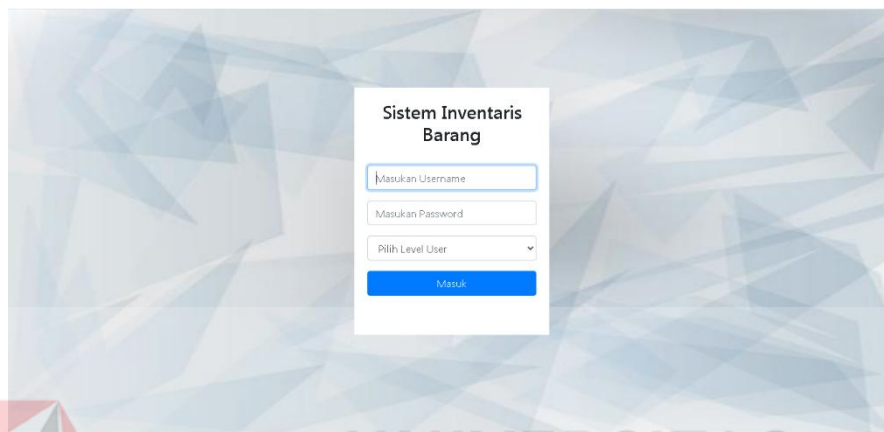 Sistem Inventaris
Barang
Masukan Username
Masukan Password
Pilih Level User
Masuk